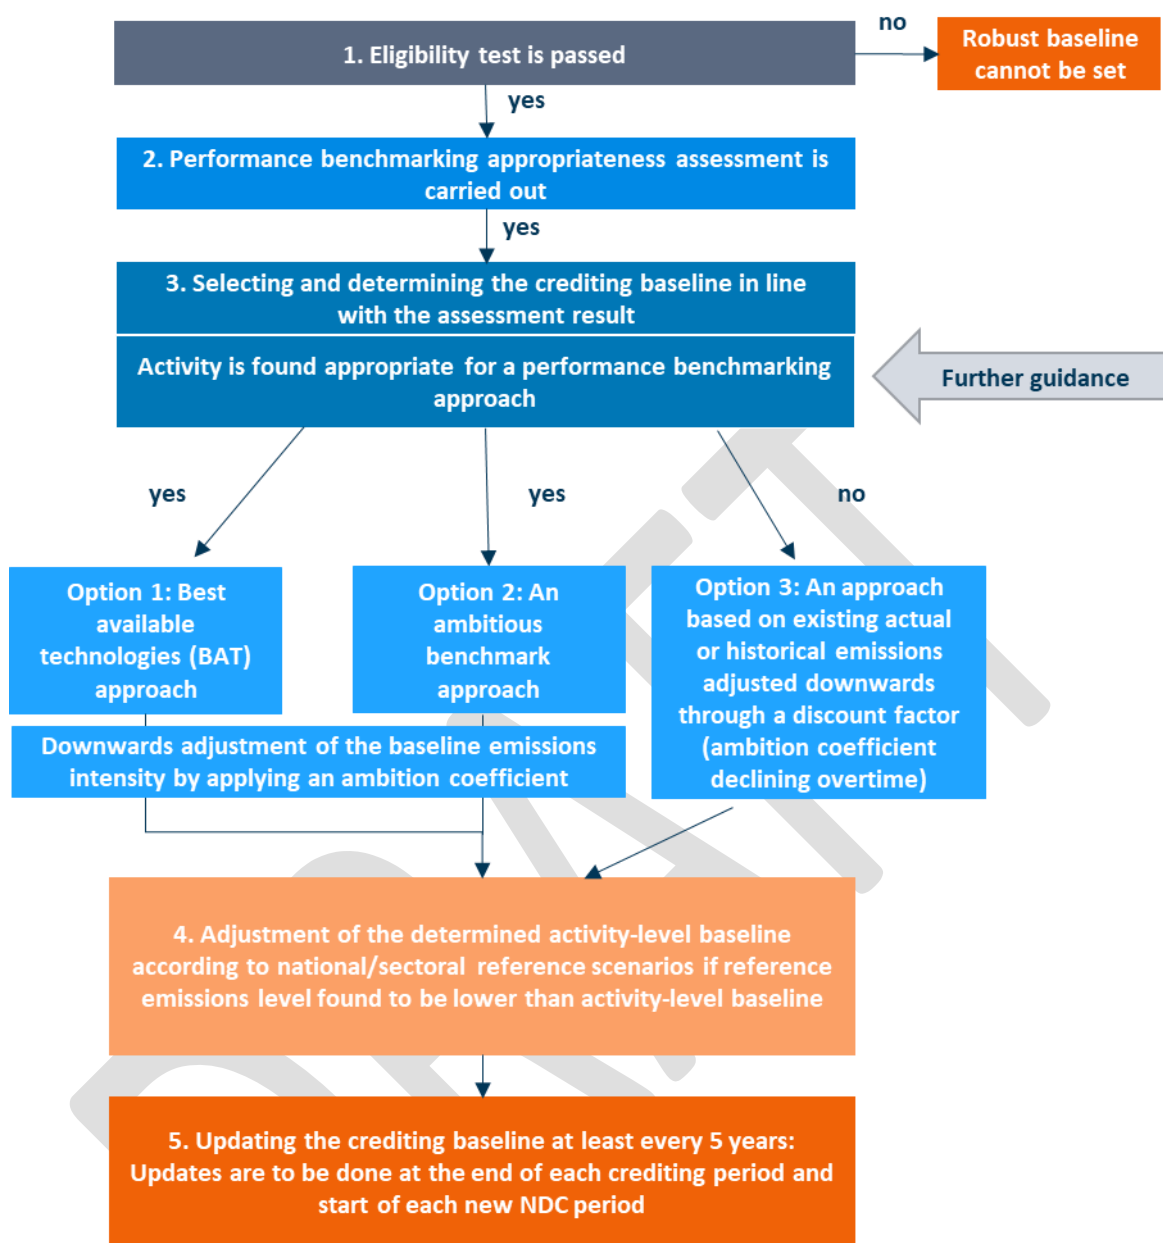 no
1. Eligibility test is passed
Robust baseline
cannot be set
yes
2. Performance benchmarking appropriateness assessment is
carried out
yes
3. Selecting and determining the crediting baseline in line
with the assessment result
Activity is found appropriate for a performance benchmarking
approach
Further guidance
yes
yes
no
Option 1: Best
available
technologies (BAT)
approach
Option 2: An
ambitious
benchmark
approach
Option 3: An approach
based on existing actual
or historical emissions
adjusted downwards
through a discount factor
(ambition coefficient
declining overtime)
Downwards adjustment of the baseline emissions
intensity by applying an ambition coefficient
4. Adjustment of the determined activity-level baseline
according to national/sectoral reference scenarios if reference
emissions level found to be lower than activity-level baseline
5. Updating the crediting baseline at least every 5 years:
Updates are to be done at the end of each crediting period and
start of each new NDC period
DRAFT